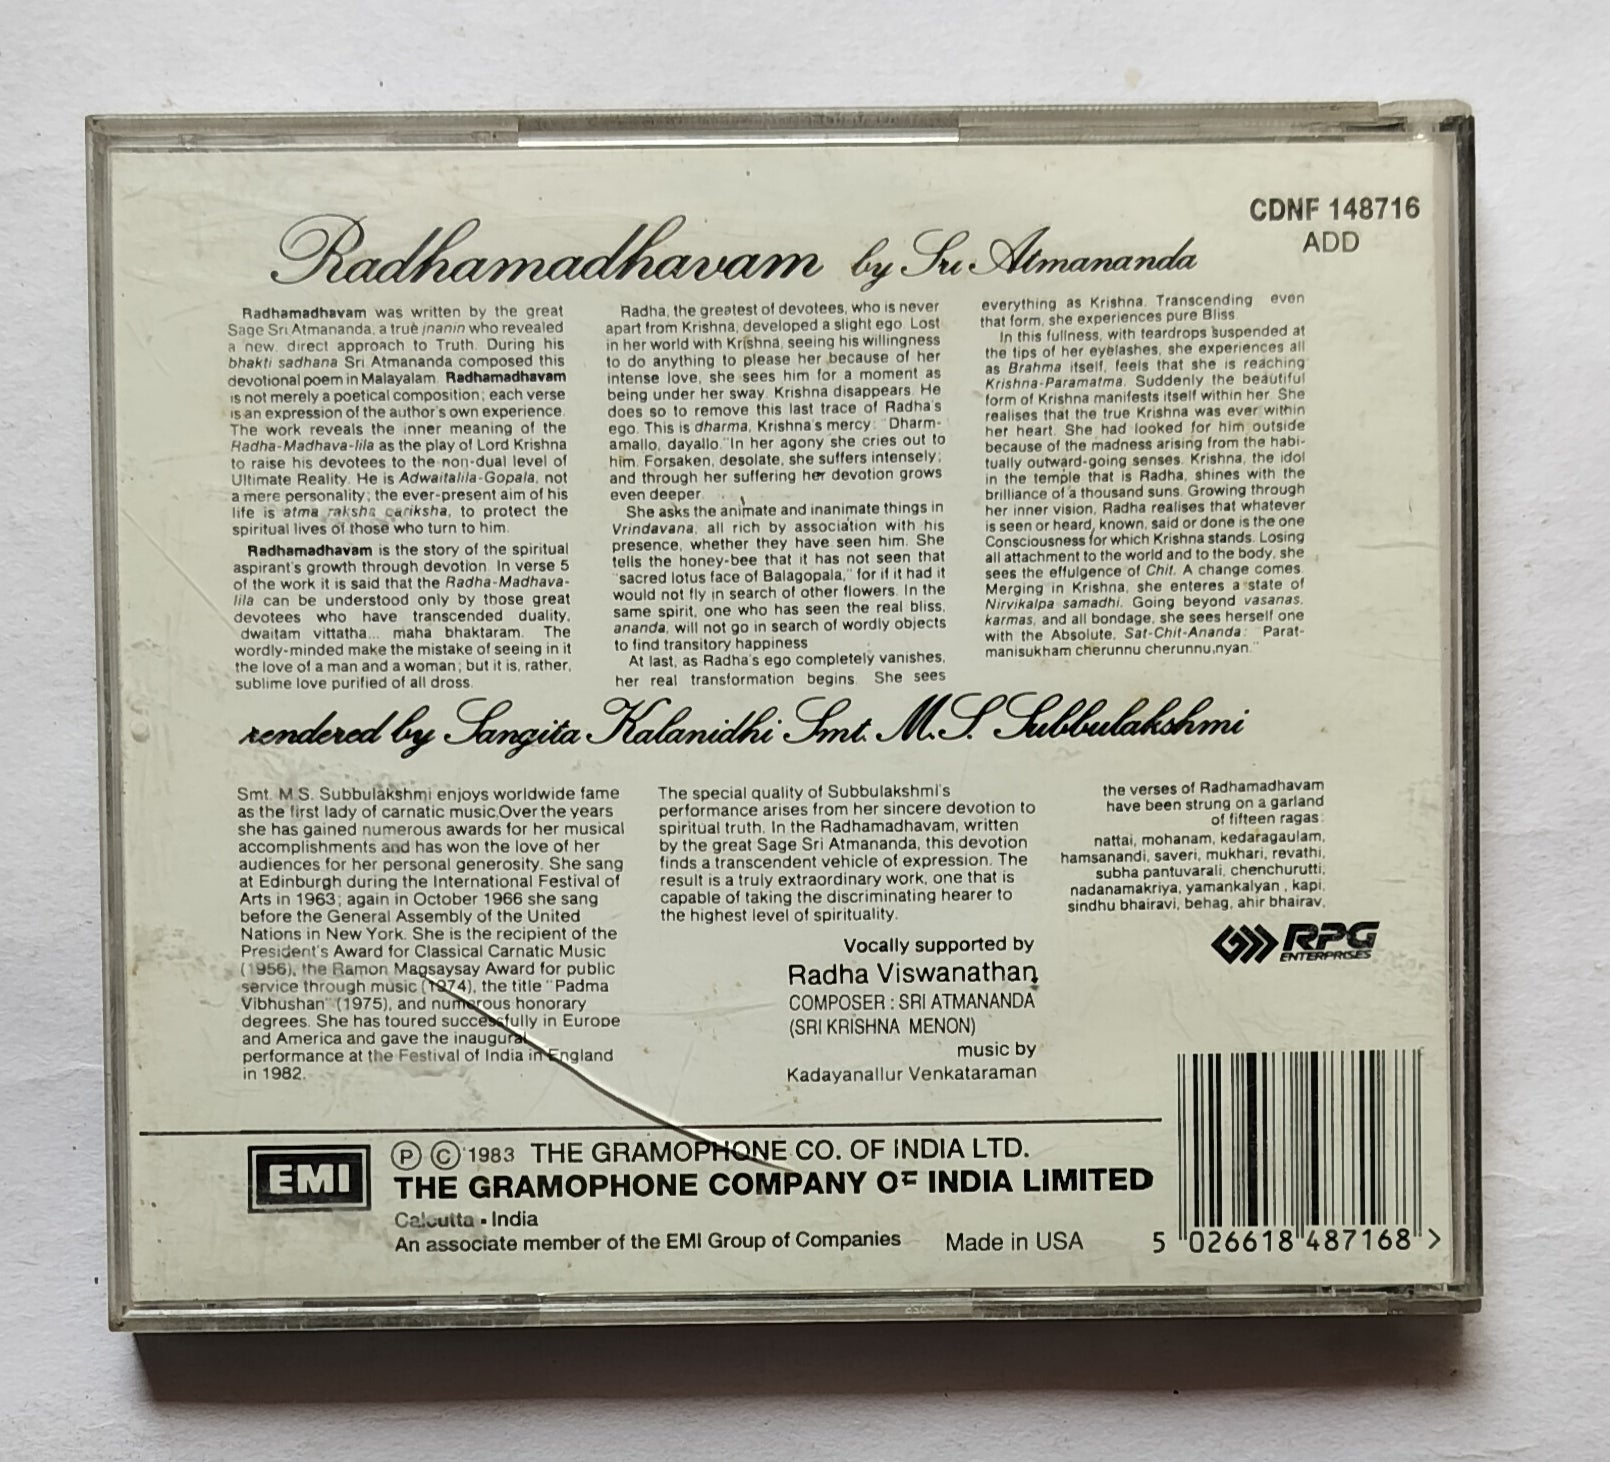 CDNF 148716
ADD
Radhamadhavam by Sri Atmananda
Radhamadhavam was written by the great
Sage Sri Atmananda, a true jnanin who revealed
a new, direct approach to Truth. During his
bhakti sadhana Sri Atmananda composed this
devotional poem in Malayalam. Radhamadhavam
is not merely a poetical composition; each verse
is an expression of the author's own experience.
The work reveals the inner meaning of the
Radha-Madhava-lila as the play of Lord Krishna
to raise his devotees to the non-dual level of
Ultimate Reality. He is Adwaitalila-Gopala, not
a mere personality; the ever-present aim of his
life is atma raksha cariksha, to protect the
spiritual lives of those who turn to him.
Radhamadhavam is the story of the spiritual
aspirant's growth through devotion. In verse 5
of the work it is said that the Radha-Madhava-
lila can be understood only by those great
devotees who have transcended duality,
dwaitam vittatha... maha bhaktaram. The
wordly-minded make the mistake of seeing in it
the love of a man and a woman; but it is, rather,
sublime love purified of all dross.
Radha, the greatest of devotees, who is never
apart from Krishna, developed a slight ego. Lost
in her world with Krishna, seeing his willingness
to do anything to please her because of her
intense love, she sees him for a moment as
being under her sway. Krishna disappears. He
does so to remove this last trace of Radha's
ego. This is dharma, Krishna's mercy: "Dharm-
amallo, dayallo." In her agony she cries out to
him. Forsaken, desolate, she suffers intensely;
and through her suffering her devotion grows
even deeper.
She asks the animate and inanimate things in
Vrindavana, all rich by association with his
presence, whether they have seen him. She
tells the honey-bee that it has not seen that
"sacred lotus face of Balagopala," for if it had it
would not fly in search of other flowers. In the
same spirit, one who has seen the real bliss,
ananda, will not go in search of wordly objects
to find transitory happiness
At last, as Radha's ego completely vanishes,
her real transformation begins. She sees
everything as Krishna. Transcending even
that form, she experiences pure Bliss.
In this fullness, with teardrops suspended at
the tips of her eyelashes, she experiences all
as Brahma itself, feels that she is reaching
Krishna-Paramatma. Suddenly the beautiful
form of Krishna manifests itself within her. She
realises that the true Krishna was ever within
her heart. She had looked for him outside
because of the madness arising from the habi-
tually outward-going senses. Krishna, the idol
in the temple that is Radha, shines with the
brilliance of a thousand suns. Growing through
her inner vision, Radha realises that whatever
is seen or heard, known, said or done is the one
Consciousness for which Krishna stands. Losing
all attachment to the world and to the body, she
sees the effulgence of Chit. A change comes.
Merging in Krishna, she enters a state of
Nirvikalpa samadhi. Going beyond vasanas,
karmas, and all bondage, she sees herself one
with the Absolute, Sat-Chit-Ananda: "Parat-
manisukham cherunnu cherunnu,nyan."
rendered by Sangita Kalanidhi Smt. M.S. Subbulakshmi
Smt. M.S. Subbulakshmi enjoys worldwide fame
as the first lady of carnatic music. Over the years
she has gained numerous awards for her musical
accomplishments and has won the love of her
audiences for her personal generosity. She sang
at Edinburgh during the International Festival of
Arts in 1963; again in October 1966 she sang
before the General Assembly of the United
Nations in New York. She is the recipient of the
President's Award for Classical Carnatic Music
(1956), the Ramon Magsaysay Award for public
service through music (1974), the title "Padma
Vibhushan" (1975), and numerous honorary
degrees. She has toured successfully in Europe
and America and gave the inaugural
performance at the Festival of India in England
in 1982.
The special quality of Subbulakshmi's
performance arises from her sincere devotion to
spiritual truth. In the Radhamadhavam, written
by the great Sage Sri Atmananda, this devotion
finds a transcendent vehicle of expression. The
result is a truly extraordinary work, one that is
capable of taking the discriminating hearer to
the highest level of spirituality.
Vocally supported by
Radha Viswanathan
COMPOSER : SRI ATMANANDA
(SRI KRISHNA MENON)
music by
Kadayanallur Venkataraman
the verses of Radhamadhavam
have been strung on a garland
of fifteen ragas:
nattai, mohanam, kedaragaulam,
hamsanandi, saveri, mukhari, revathi,
subha pantuvarali, chenchurutti,
nadanamakriya, yamankalyan , kapi,
sindhu bhairavi, behag, ahir bhairav.
RPG
ENTERPRISES
EMI
Ⓟ Ⓒ 1983 THE GRAMOPHONE CO. OF INDIA LTD.
THE GRAMOPHONE COMPANY OF INDIA LIMITED
Calcutta ▪ India
An associate member of the EMI Group of Companies
Made in USA
5 026618 487168 >